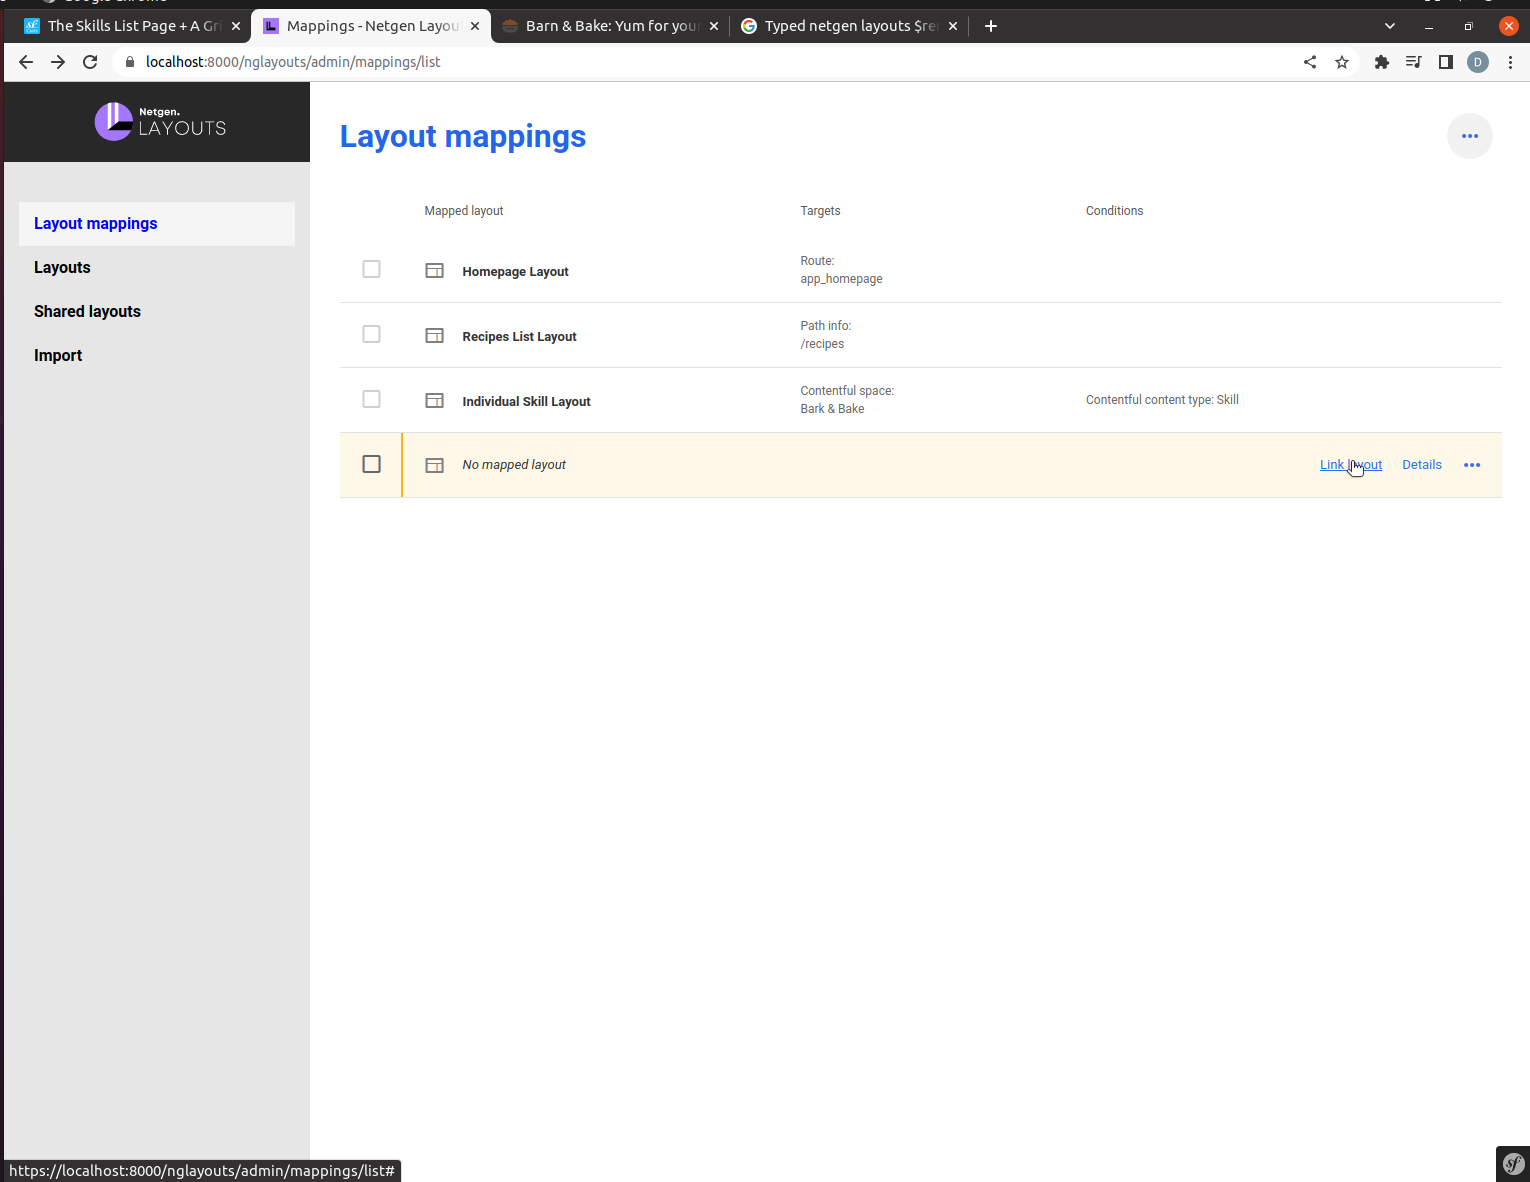 The Skills List Page + A Gri
Mappings - Netgen Layou
Barn & Bake: Yum for your
Typed netgen layouts $re
localhost:8000/nglayouts/admin/mappings/list
D
Netgen.
LAYOUTS
Layout mappings
Layouts
Shared layouts
Import
Layout mappings
Mapped layout Targets Conditions
Homepage Layout
Route:
app_homepage
Recipes List Layout
Path info:
/recipes
Individual Skill Layout
Contentful space:
Bark & Bake
Contentful content type: Skill
No mapped layout
Link layout Details
https://localhost:8000/nglayouts/admin/mappings/list#
sf